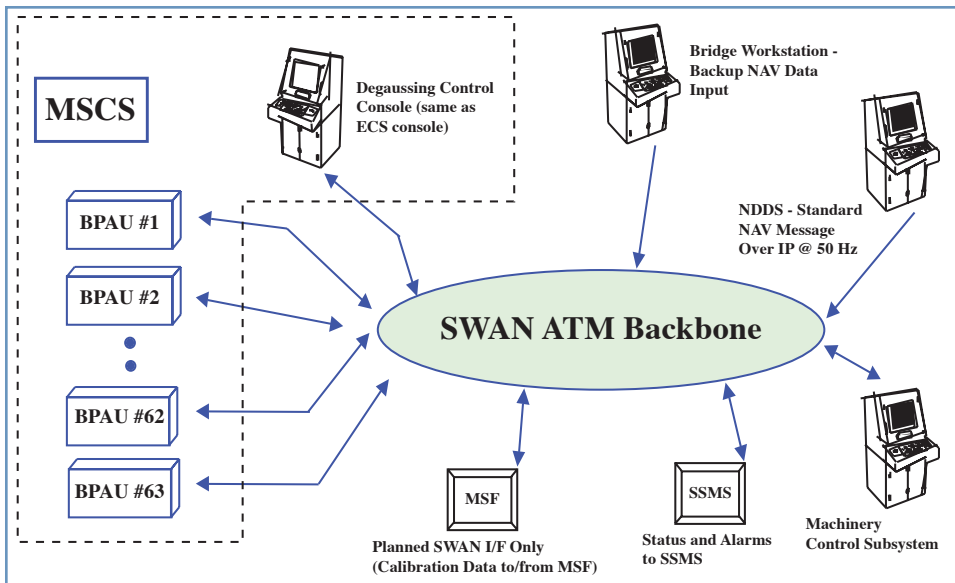 MSCS
Degaussing Control
Console (same as
ECS console)
Bridge Workstation -
Backup NAV Data
Input
NDDS - Standard
NAV Message
Over IP @ 50 Hz
BPAU #1
BPAU #2
BPAU #62
BPAU #63
SWAN ATM Backbone
MSF
Planned SWAN I/F Only
(Calibration Data to/from MSF)
SSMS
Status and Alarms
to SSMS
Machinery
Control Subsystem